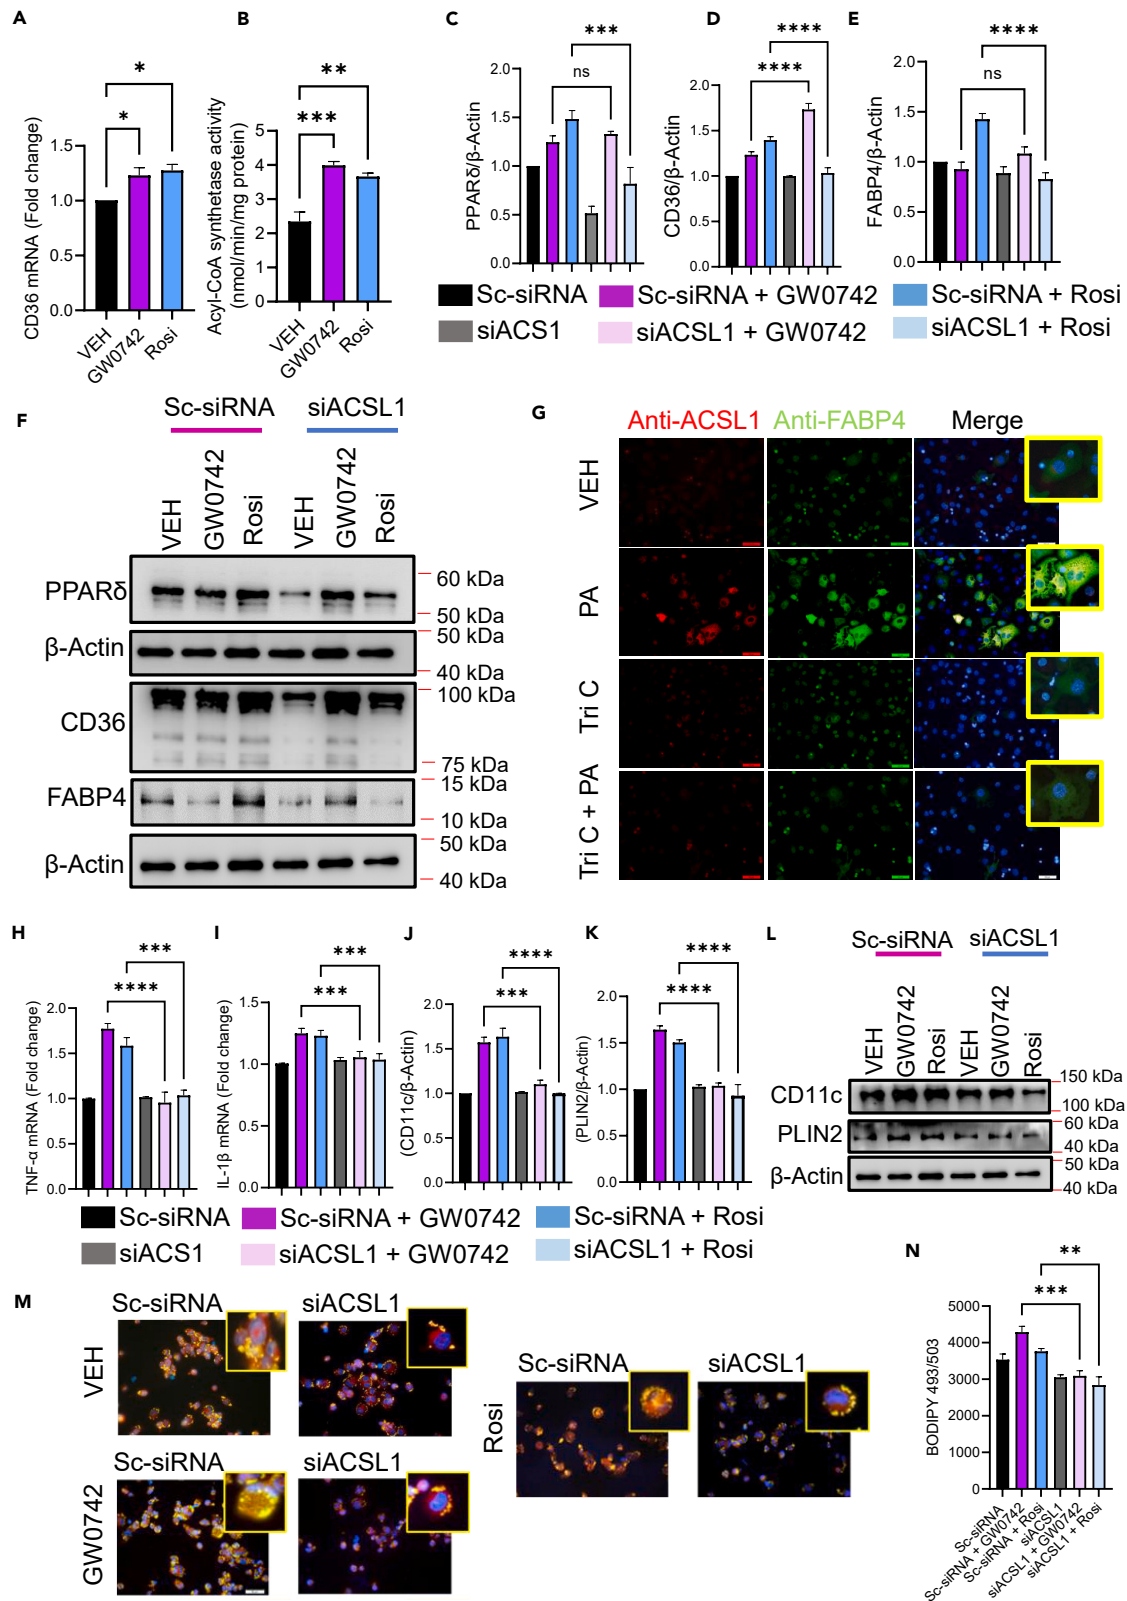 A
CD36 mRNA (Fold change)
1.5
1.0
0.5
0.0
*
*
VEH
GW0742
Rosi
B
Acyl-CoA synthetase activity
(nmol/min/mg protein)
5
4
3
2
1
0
**
***
VEH
GW0742
Rosi
C
PPARδ/β-Actin
2.0
1.5
1.0
0.5
0.0
***
ns
D
CD36/β-Actin
2.0
1.5
1.0
0.5
0.0
****
****
E
FABP4/β-Actin
2.0
1.5
1.0
0.5
0.0
****
ns
Sc-siRNA
Sc-siRNA + GW0742
Sc-siRNA + Rosi
siACS1
siACSL1 + GW0742
siACSL1 + Rosi
F
Sc-siRNA
siACSL1
VEH
GW0742
Rosi
VEH
GW0742
Rosi
PPARδ
60 kDa
50 kDa
β-Actin
50 kDa
40 kDa
CD36
100 kDa
75 kDa
FABP4
15 kDa
10 kDa
β-Actin
50 kDa
40 kDa
G
Anti-ACSL1
Anti-FABP4
Merge
VEH
PA
Tri C
Tri C + PA
H
TNF-α mRNA (Fold change)
2.0
1.5
1.0
0.5
0.0
***
****
I
IL-1β mRNA (Fold change)
1.5
1.0
0.5
0.0
***
***
J
(CD11c/β-Actin)
2.0
1.5
1.0
0.5
0.0
****
***
K
(PLIN2/β-Actin)
2.0
1.5
1.0
0.5
0.0
****
****
L
Sc-siRNA
siACSL1
VEH
GW0742
Rosi
VEH
GW0742
Rosi
CD11c
150 kDa
100 kDa
PLIN2
60 kDa
40 kDa
β-Actin
50 kDa
40 kDa
Sc-siRNA
Sc-siRNA + GW0742
Sc-siRNA + Rosi
siACS1
siACSL1 + GW0742
siACSL1 + Rosi
M
Sc-siRNA
siACSL1
VEH
Sc-siRNA
siACSL1
GW0742
Sc-siRNA
siACSL1
Rosi
N
BODIPY 493/503
5000
4000
3000
2000
1000
0
**
***
Sc-siRNA
Sc-siRNA + GW0742
Sc-siRNA + Rosi
siACSL1
siACSL1 + GW0742
siACSL1 + Rosi